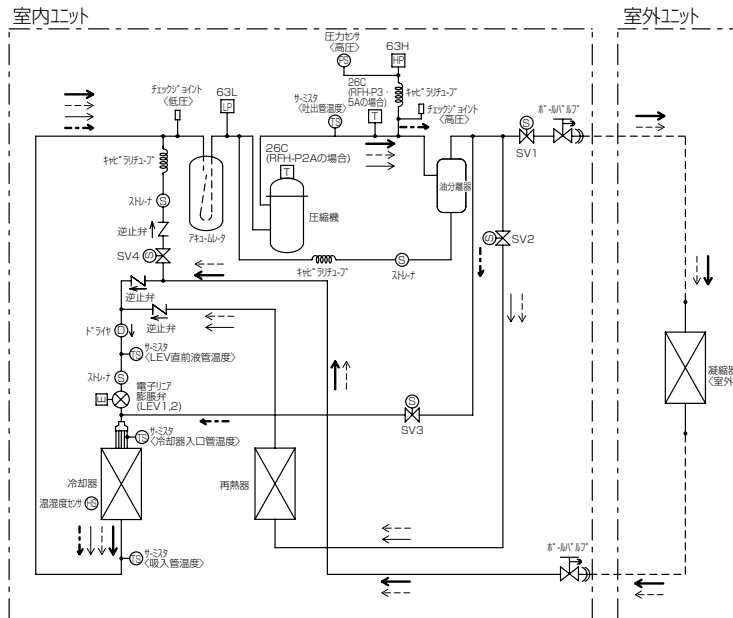 室内ユニット
室外ユニット
圧力センサ
〈高圧〉
PS
63H
HP
チェックジョイント
〈低圧〉
63L
LP
サーミスタ
〈吐出管温度〉
TS
26C
(RFH-P3・
5Aの場合)
T
キャピラリチューブ
チェックジョイント
〈高圧〉
ボールバルブ
S
SV1
キャピラリチューブ
26C
(RFH-P2Aの場合)
T
油分離器
ストレーナ
S
逆止弁
アキュームレータ
圧縮機
S
SV2
SV4
S
キャピラリチューブ
S
ストレーナ
逆止弁
逆止弁
ドライヤ
D
TS
サーミスタ
〈LEV直前液管温度〉
ストレーナ
S
電子リニア
膨脹弁
(LEV1,2)
E
S
SV3
凝縮器
〈室外
サーミスタ
TS
〈冷却器入口管温度〉
冷却器
再熱器
温湿度センサ
HS
TS
サーミスタ
〈吸入管温度〉
ボールバルブ